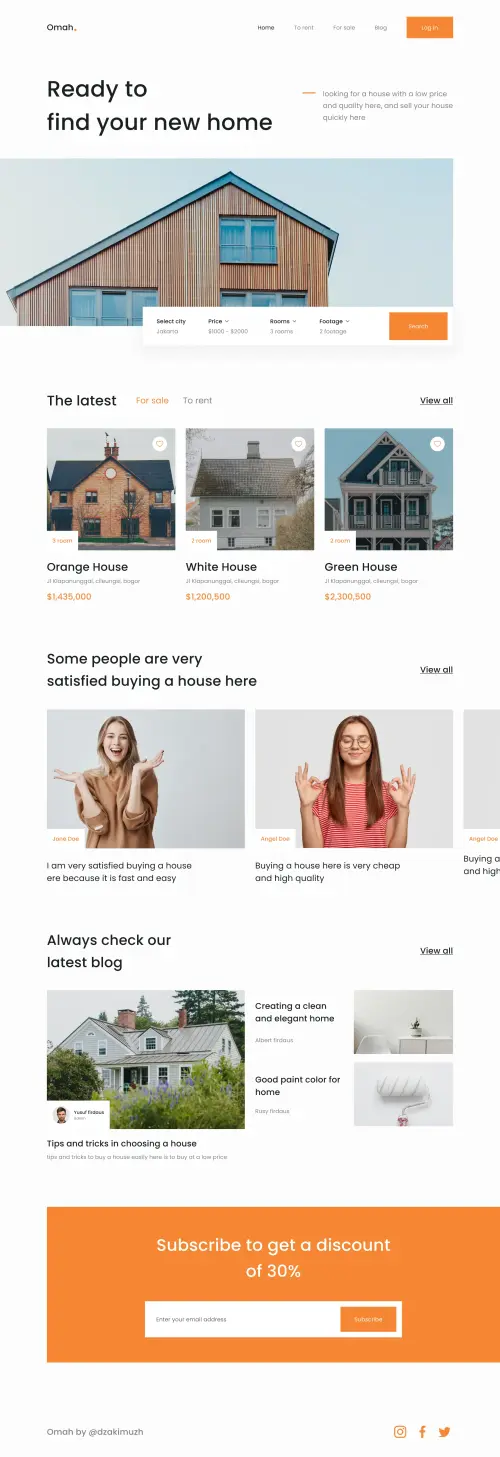 Omah.
Home To rent For sale Blog Log in
Ready to
find your new home
looking for a house with a low price
and quality here, and sell your house
quickly here
Select city Price Rooms Footage
Jakarta $1000 - $2000 3 rooms 2 footage
Search
The latest For sale To rent View all
3 room
2 room
2 room
Orange House
Jl Klapanunggal, cileungsi, bogor
$1,435,000
White House
Jl Klapanunggal, cileungsi, bogor
$1,200,500
Green House
Jl Klapanunggal, cileungsi, bogor
$2,300,500
Some people are very
satisfied buying a house here
View all
Jane Doe
I am very satisfied buying a house
ere because it is fast and easy
Angel Doe
Buying a house here is very cheap
and high quality
Angel Doe
Buying a
and high
Always check our
latest blog
View all
Yusuf firdaus
Tips and tricks in choosing a house
tips and tricks to buy a house easily here is to buy at a low price
Creating a clean
and elegant home
Albert firdaus
Good paint color for
home
Rusy firdaus
Subscribe to get a discount
of 30%
Enter your email address
Subscribe
Omah by @dzakimuzh